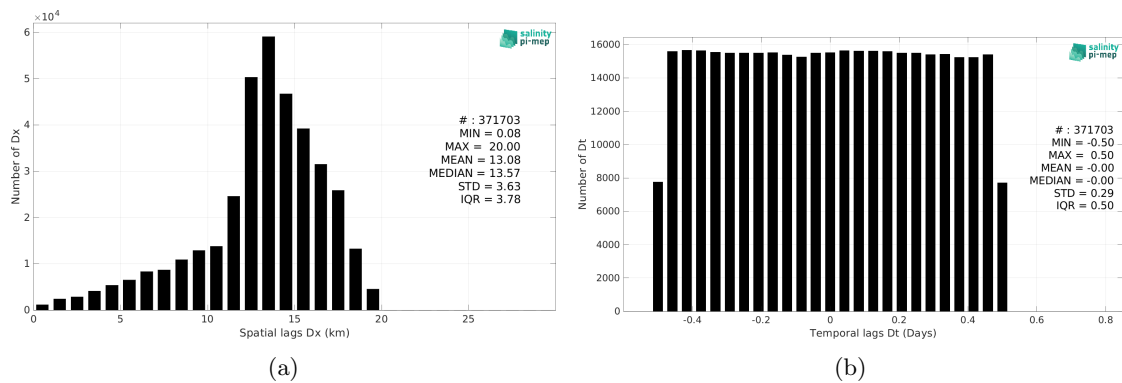 ×10⁴
6
5
4
3
2
1
0
Number of Dx
0 5 10 15 20 25
Spatial lags Dx (km)
salinity
pi-mep
# : 371703
MIN = 0.08
MAX = 20.00
MEAN = 13.08
MEDIAN = 13.57
STD = 3.63
IQR = 3.78
(a)
16000
14000
12000
10000
8000
6000
4000
2000
0
Number of Dt
-0.4 -0.2 0 0.2 0.4 0.6 0.8
Temporal lags Dt (Days)
salinity
pi-mep
# : 371703
MIN = -0.50
MAX = 0.50
MEAN = -0.00
MEDIAN = -0.00
STD = 0.29
IQR = 0.50
(b)